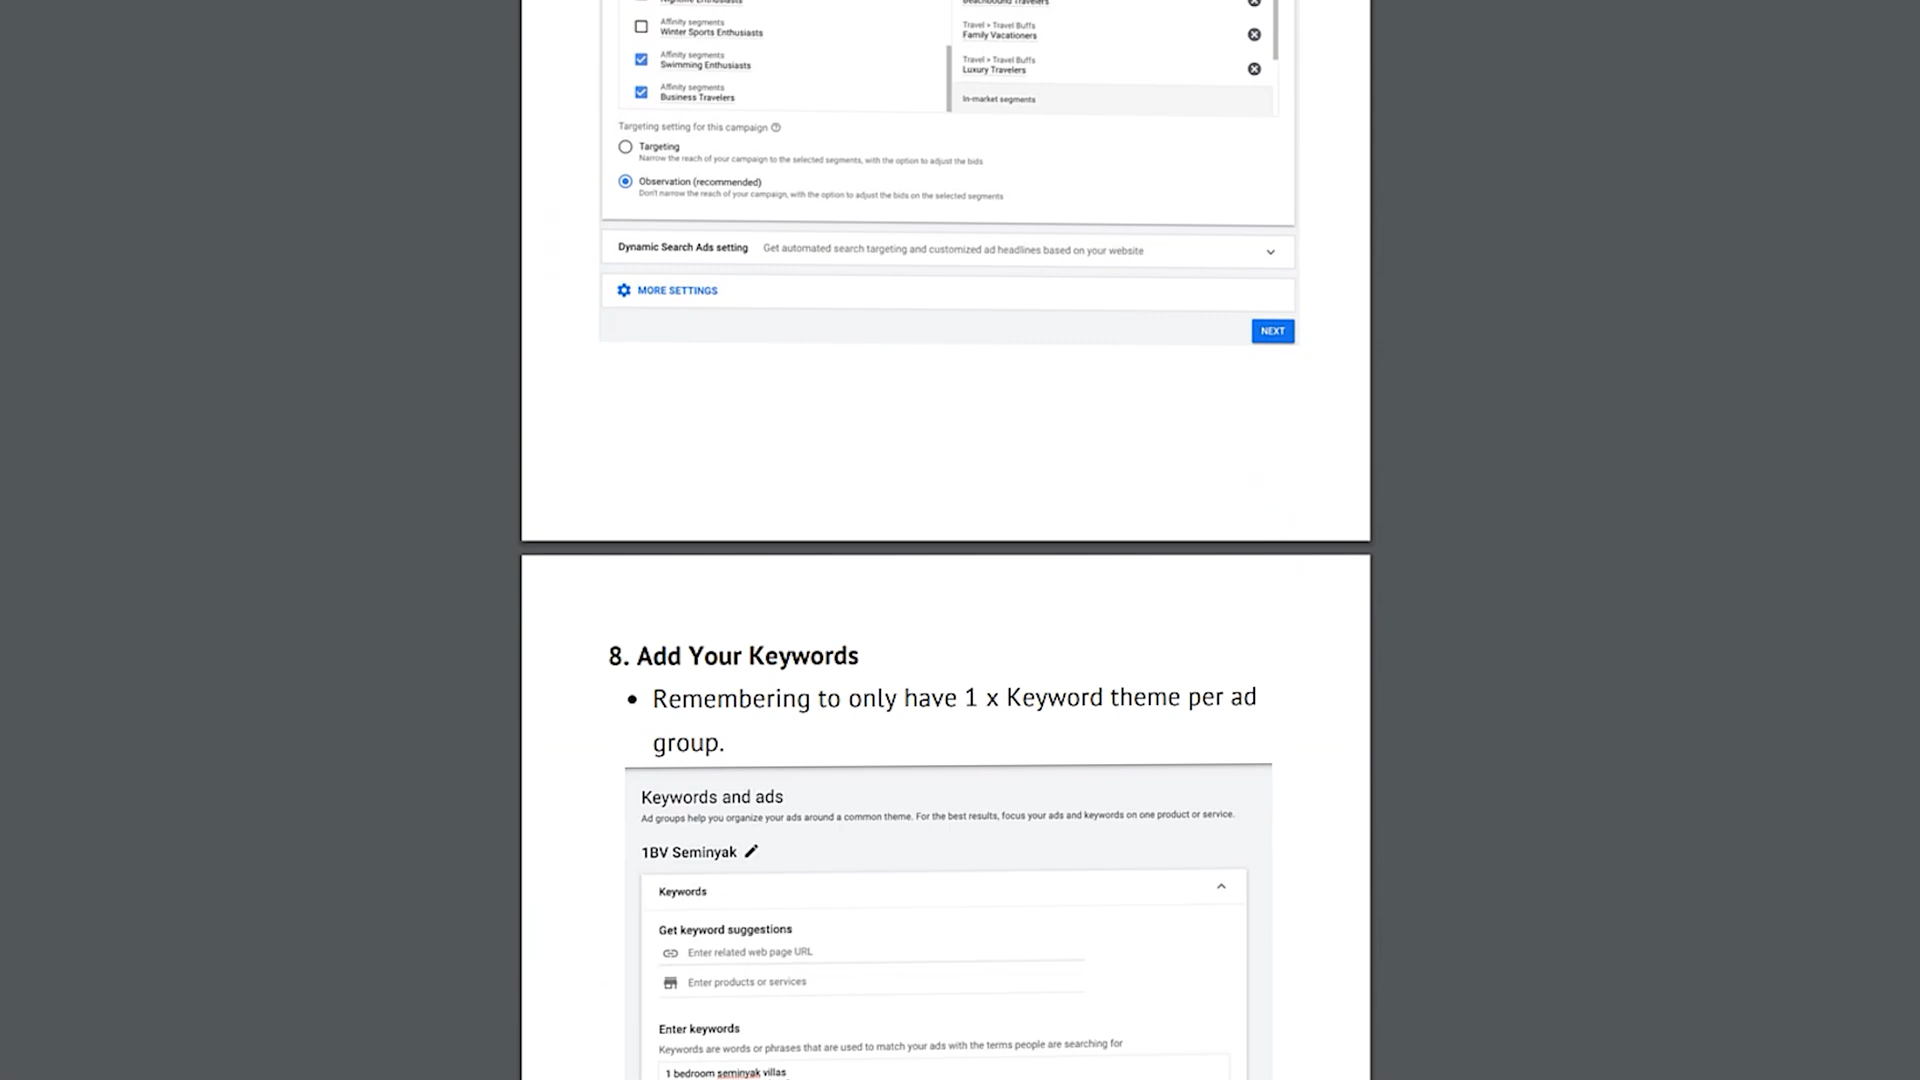 Nightlife Enthusiasts
Affinity segments
Winter Sports Enthusiasts
Affinity segments
Swimming Enthusiasts
Affinity segments
Business Travelers
Beachbound Travelers
Travel > Travel Buffs
Family Vacationers
Travel > Travel Buffs
Luxury Travelers
In-market segments
Targeting setting for this campaign
Targeting
Narrow the reach of your campaign to the selected segments, with the option to adjust the bids
Observation (recommended)
Don't narrow the reach of your campaign, with the option to adjust the bids on the selected segments
Dynamic Search Ads setting Get automated search targeting and customized ad headlines based on your website
MORE SETTINGS
NEXT
8. Add Your Keywords
• Remembering to only have 1 x Keyword theme per ad
group.
Keywords and ads
Ad groups help you organize your ads around a common theme. For the best results, focus your ads and keywords on one product or service.
1BV Seminyak
Keywords
Get keyword suggestions
Enter related web page URL
Enter products or services
Enter keywords
Keywords are words or phrases that are used to match your ads with the terms people are searching for
1 bedroom seminyak villas